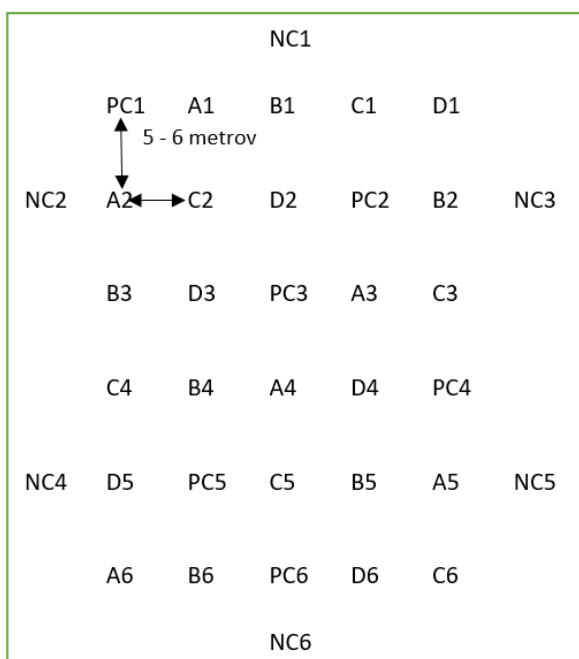 NC1
PC1 A1 B1 C1 D1
5 - 6 metrov
NC2 A2 C2 D2 PC2 B2 NC3
B3 D3 PC3 A3 C3
C4 B4 A4 D4 PC4
NC4 D5 PC5 C5 B5 A5 NC5
A6 B6 PC6 D6 C6
NC6